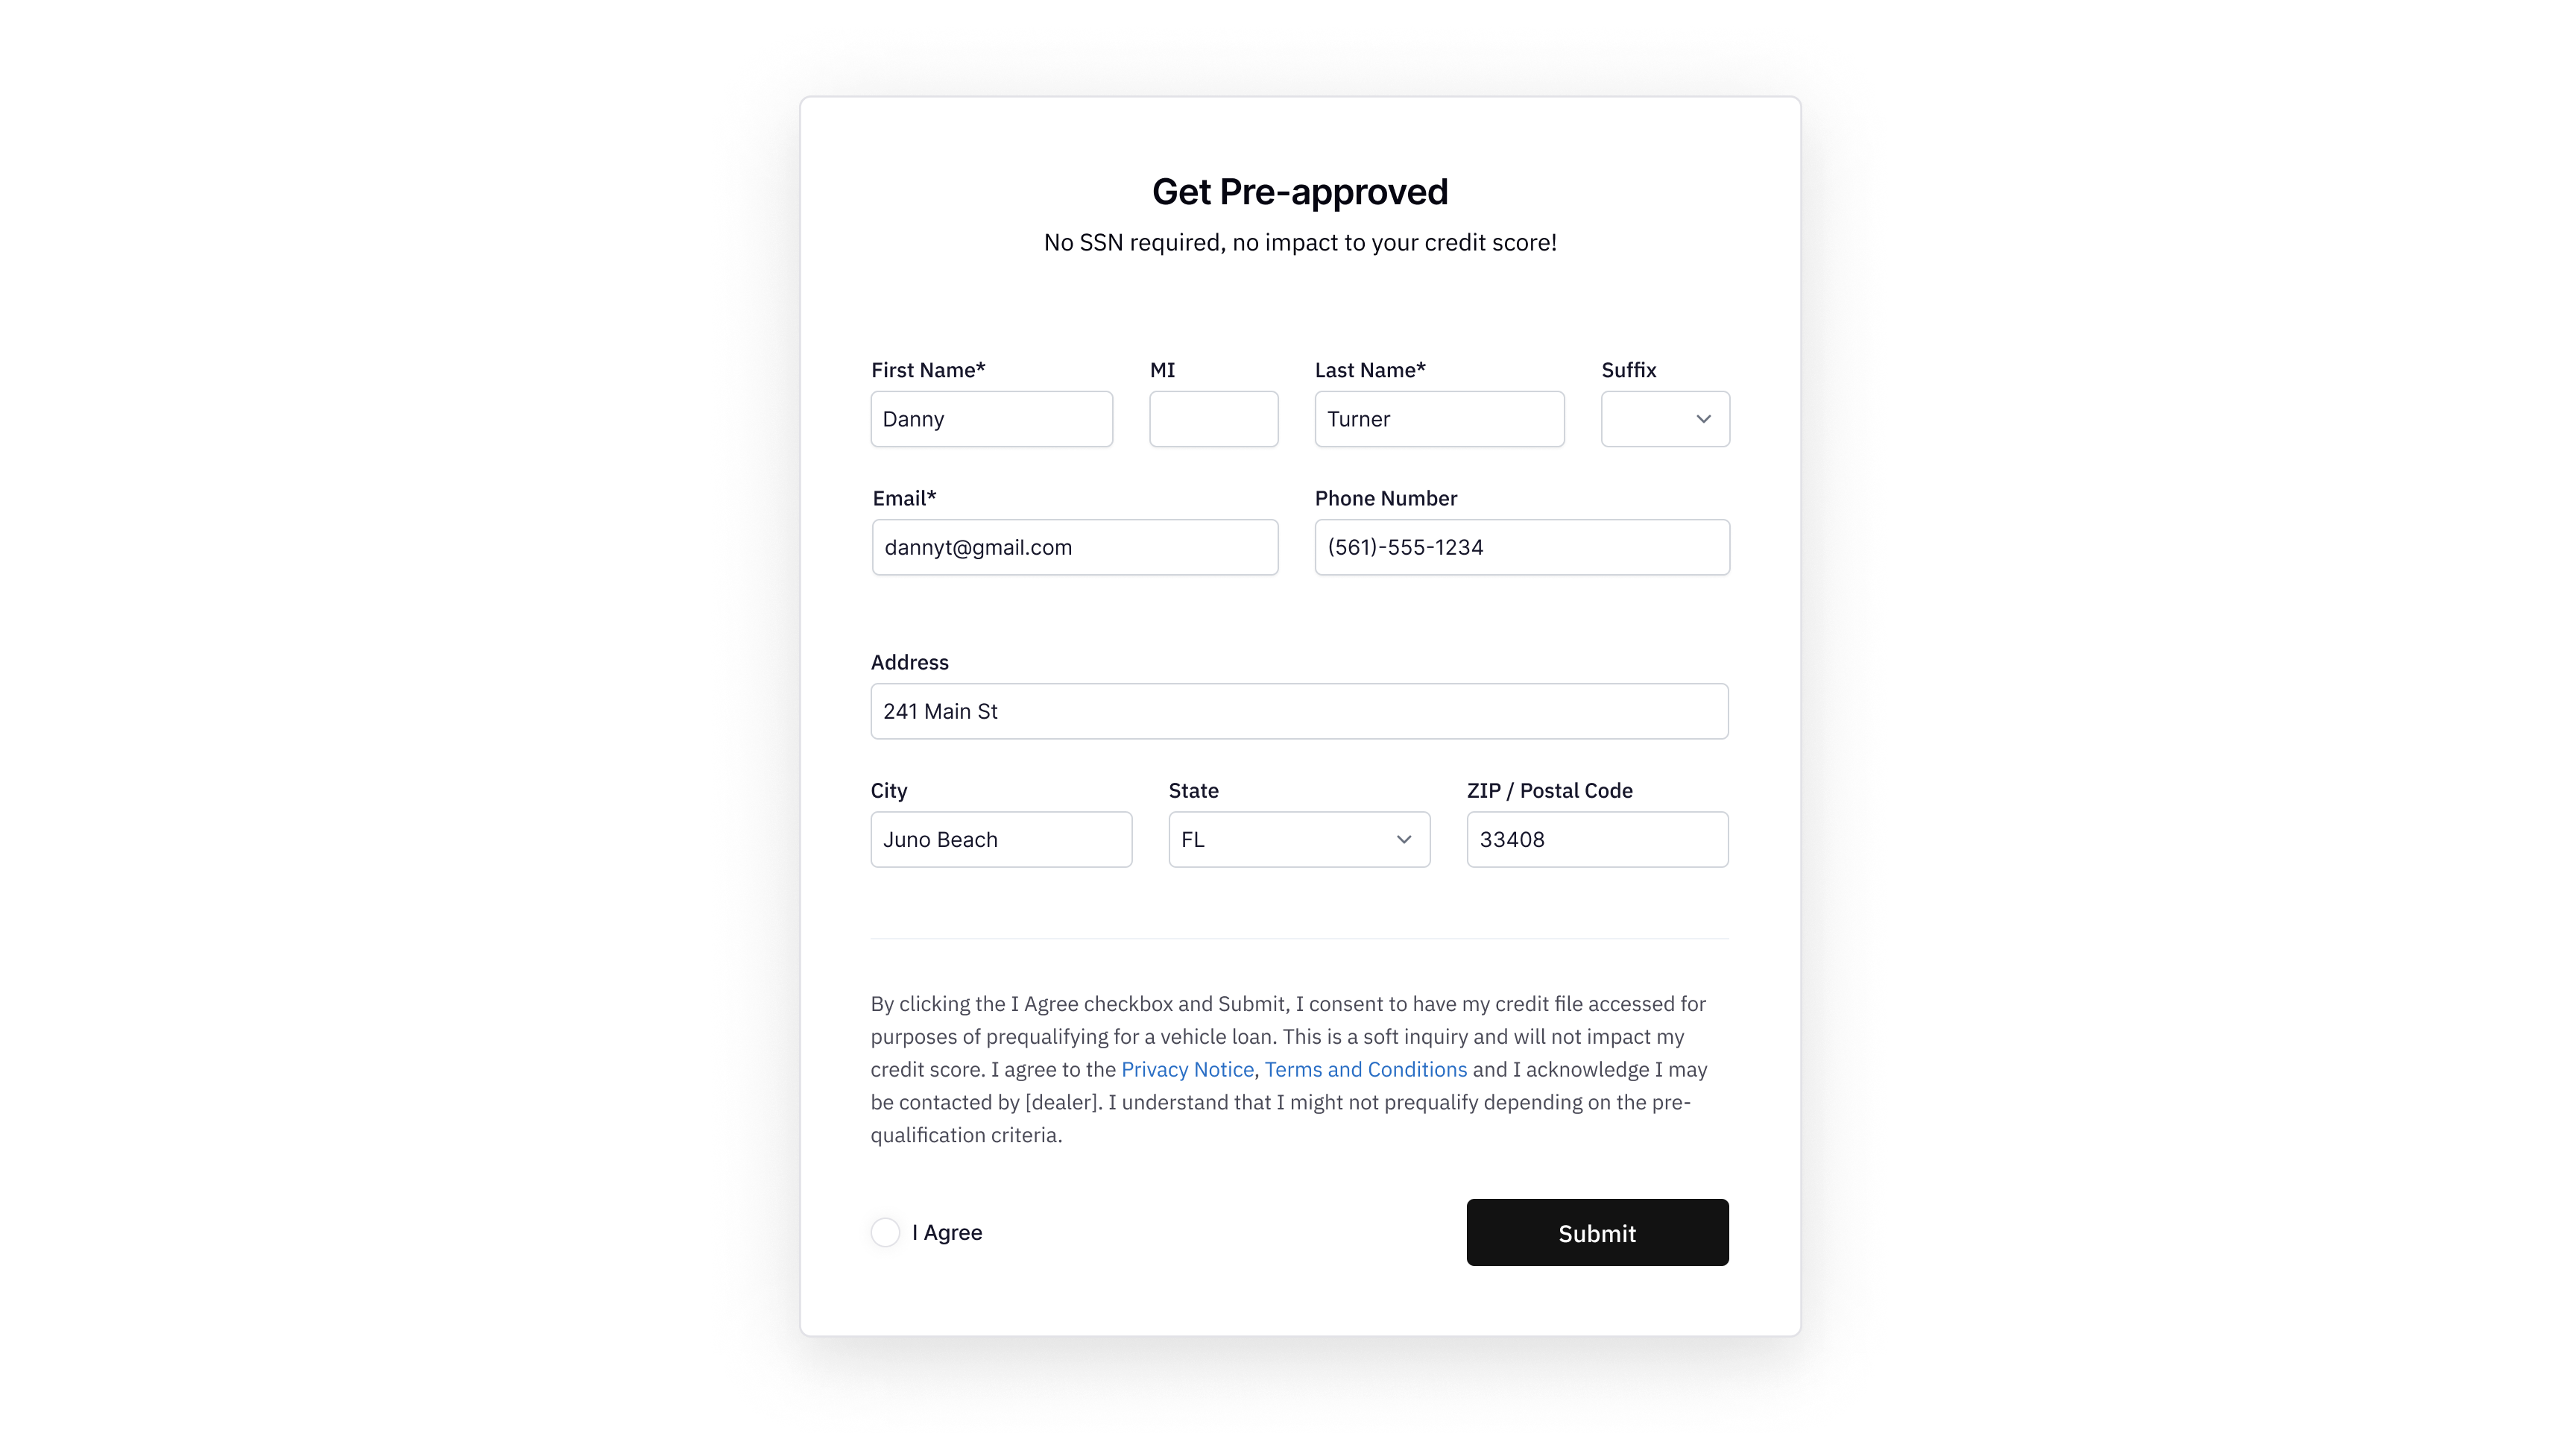 Get Pre-approved
No SSN required, no impact to your credit score!
First Name* MI Last Name* Suffix
Danny Turner
Email* Phone Number
dannyt@gmail.com (561)-555-1234
Address
241 Main St
City State ZIP / Postal Code
Juno Beach FL 33408
By clicking the I Agree checkbox and Submit, I consent to have my credit file accessed for
purposes of prequalifying for a vehicle loan. This is a soft inquiry and will not impact my
credit score. I agree to the Privacy Notice, Terms and Conditions and I acknowledge I may
be contacted by [dealer]. I understand that I might not prequalify depending on the pre-
qualification criteria.
I Agree Submit